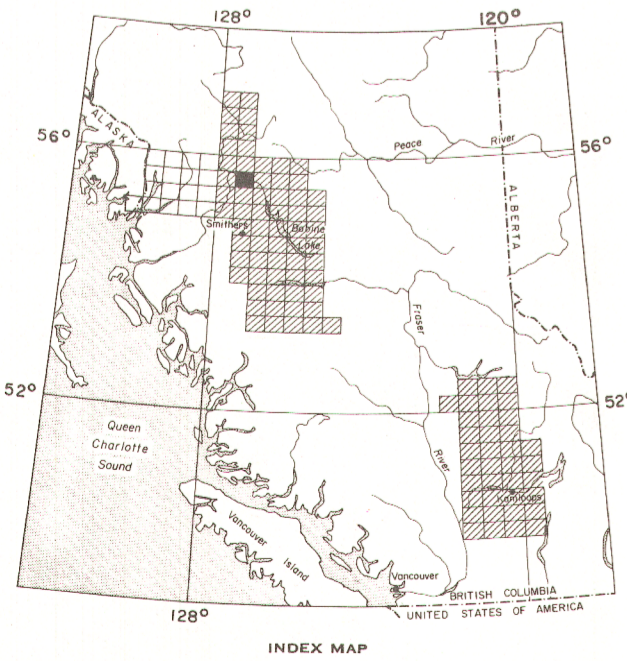 128°
120°
ALASKA
56°
Peace River
56°
ALBERTA
Smithers
Babine
Lake
Fraser
52°
52°
Queen
Charlotte
Sound
River
Kamloops
Vancouver Island
Vancouver
BRITISH COLUMBIA
UNITED STATES OF AMERICA
128°
INDEX MAP